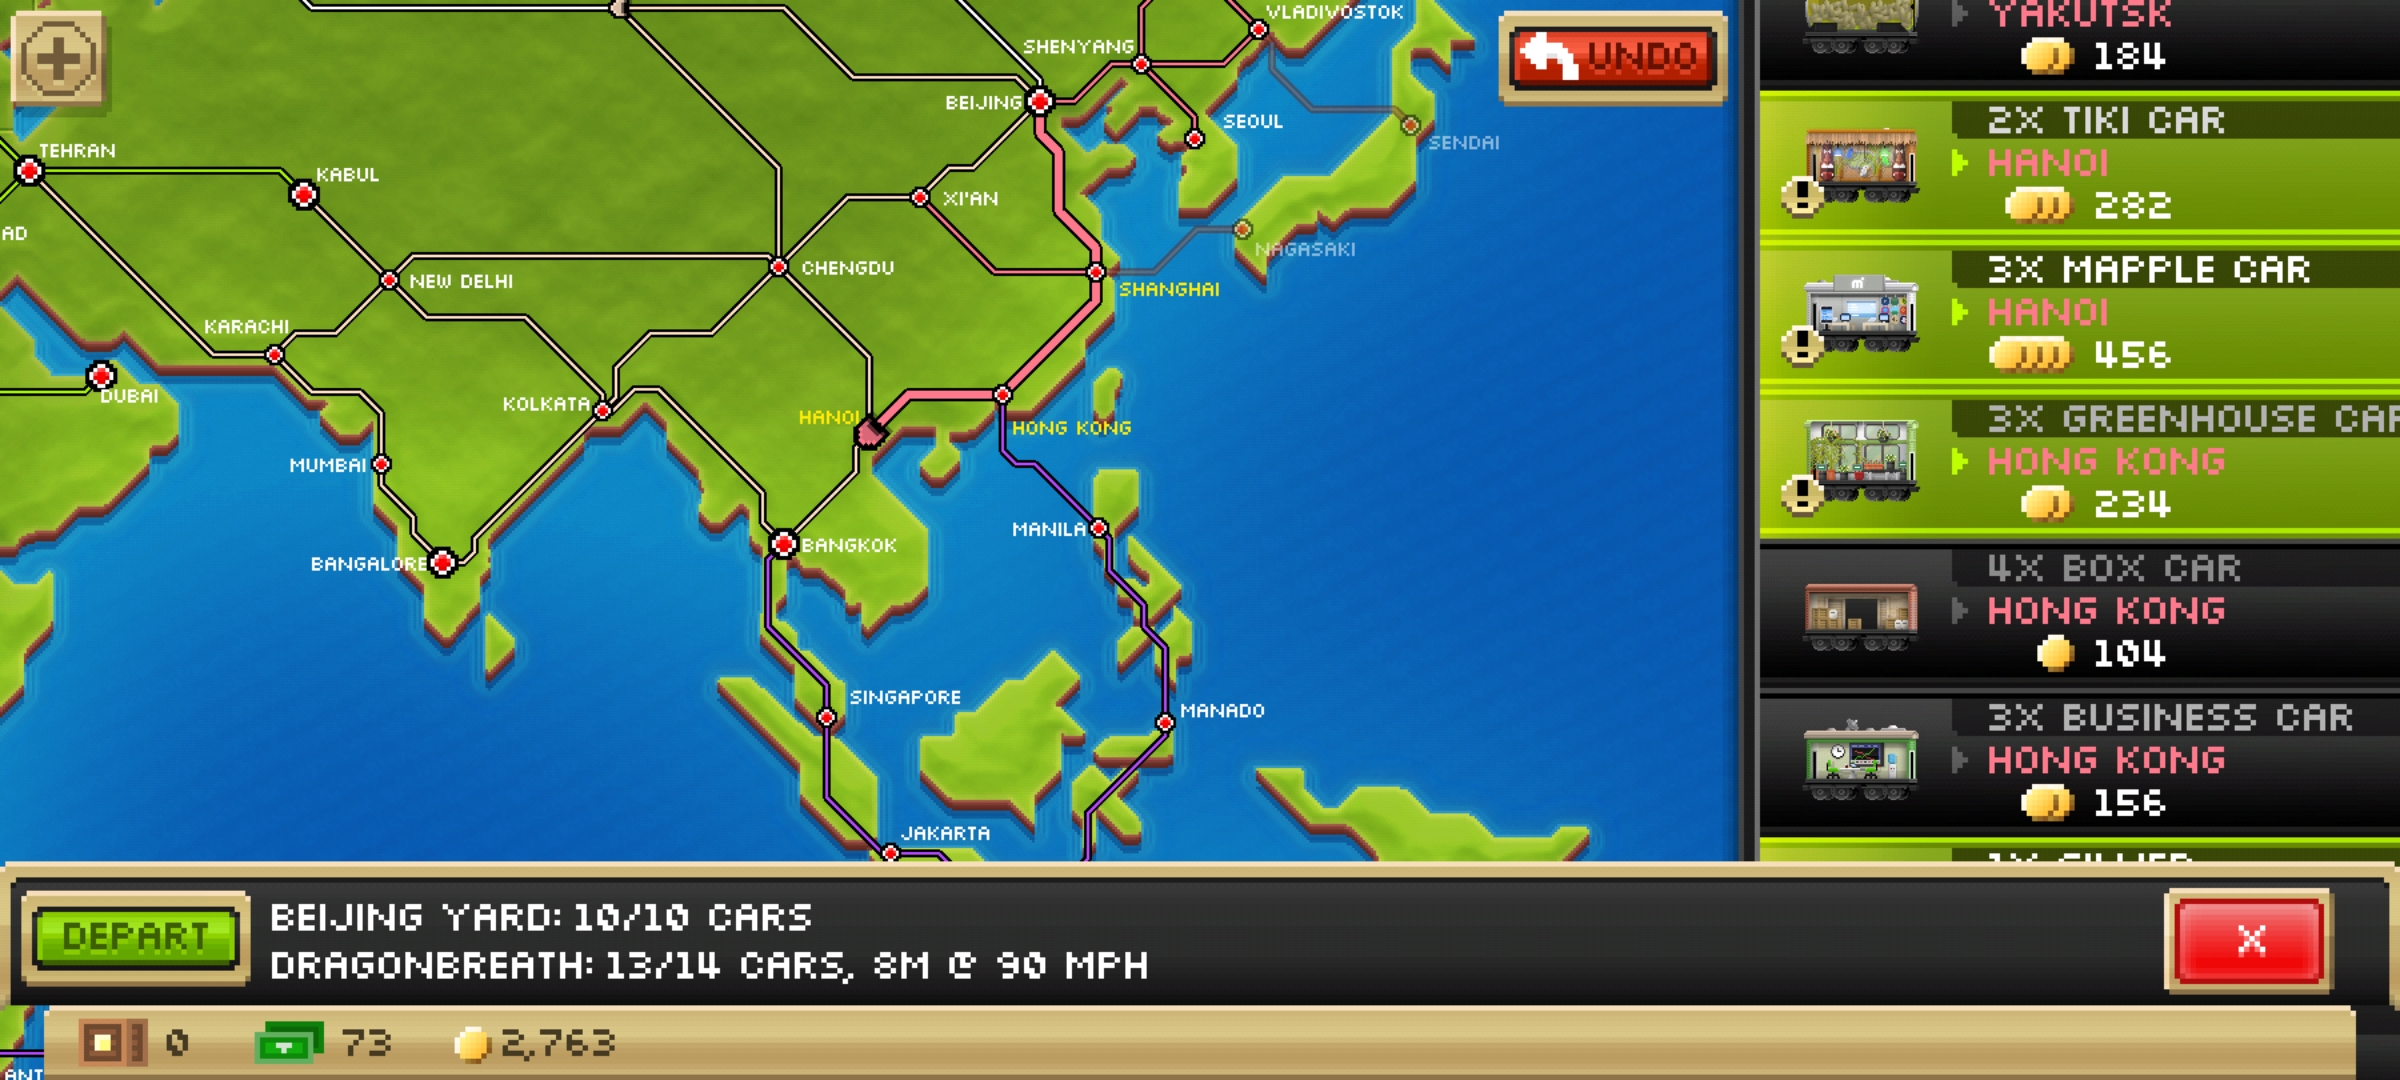 VLADIVOSTOK
SHENYANG
UNDO
BEIJING
SEOUL
SENDAI
TEHRAN
KABUL
XI'AN
AD
NAGASAKI
NEW DELHI
CHENGDU
SHANGHAI
KARACHI
DUBAI
KOLKATA
HANOI
HONG KONG
MUMBAI
MANILA
BANGALORE
BANGKOK
SINGAPORE
MANADO
JAKARTA
YAKUTSK
184
2X TIKI CAR
HANOI
282
3X MAPPLE CAR
HANOI
456
3X GREENHOUSE CAR
HONG KONG
234
4X BOX CAR
HONG KONG
104
3X BUSINESS CAR
HONG KONG
156
DEPART
BEIJING YARD: 10/10 CARS
DRAGONBREATH: 13/14 CARS, 8M @ 90 MPH
X
0 73 2,763
ANT